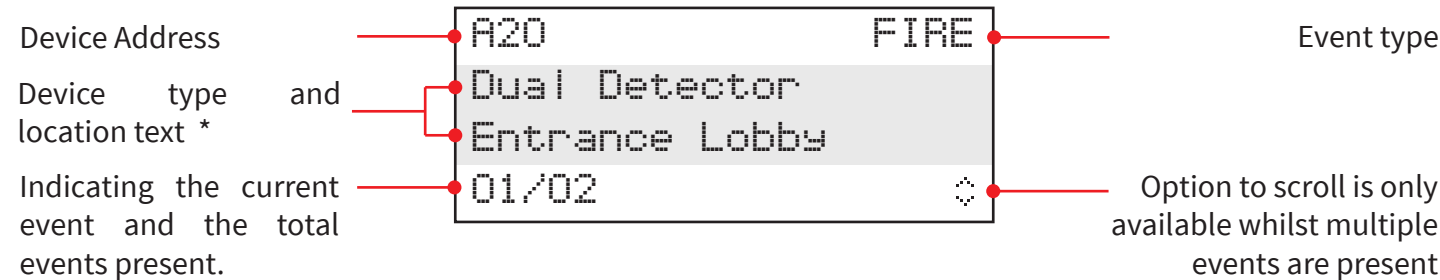 Device Address
A20 FIRE
Event type
Device type and
location text *
Dual Detector
Entrance Lobby
Indicating the current
event and the total
events present.
01/02
Option to scroll is only
available whilst multiple
events are present